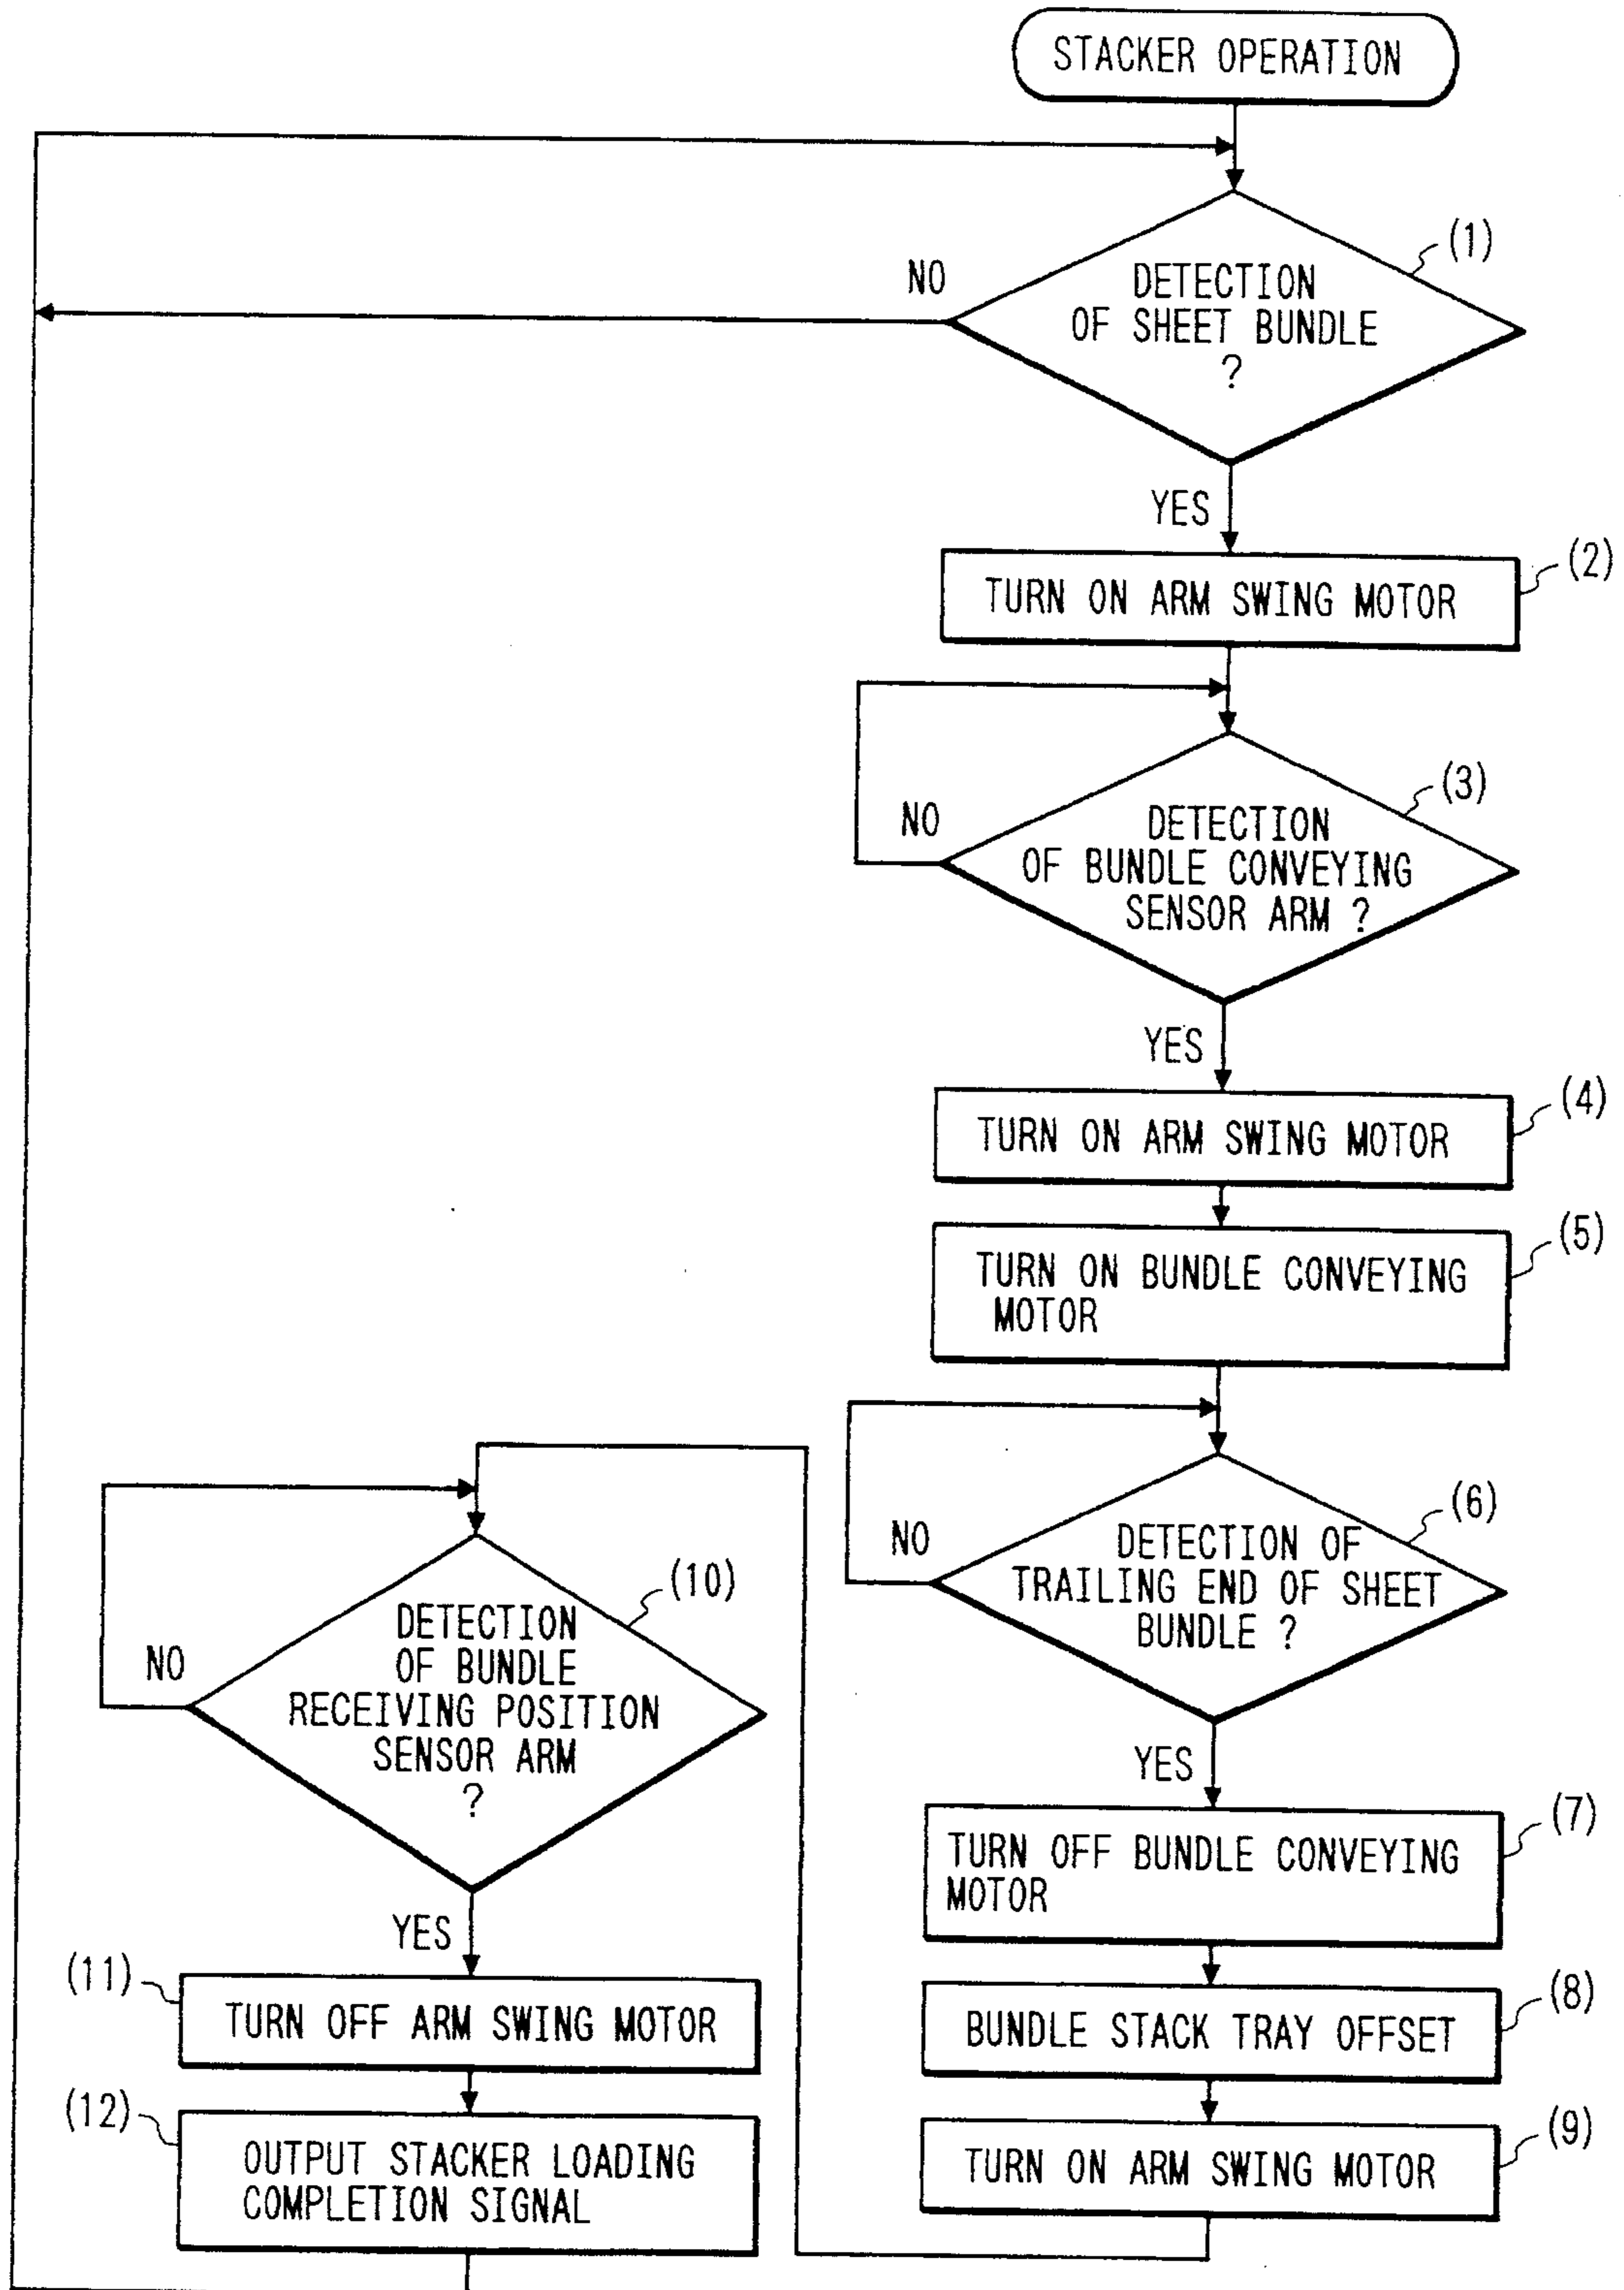 STACKER OPERATION
(1)
NO
DETECTION
OF SHEET BUNDLE
?
YES
(2)
TURN ON ARM SWING MOTOR
(3)
NO
DETECTION
OF BUNDLE CONVEYING
SENSOR ARM ?
YES
(4)
TURN ON ARM SWING MOTOR
(5)
TURN ON BUNDLE CONVEYING
MOTOR
(6)
NO
DETECTION OF
TRAILING END OF SHEET
BUNDLE ?
YES
(7)
TURN OFF BUNDLE CONVEYING
MOTOR
(8)
BUNDLE STACK TRAY OFFSET
(9)
TURN ON ARM SWING MOTOR
(10)
NO
DETECTION
OF BUNDLE
RECEIVING POSITION
SENSOR ARM
?
YES
(11)
TURN OFF ARM SWING MOTOR
(12)
OUTPUT STACKER LOADING
COMPLETION SIGNAL